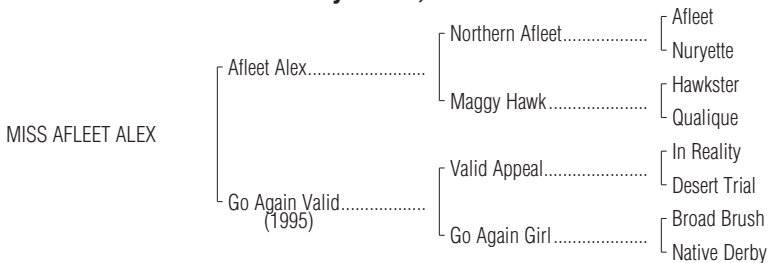 Afleet
Northern Afleet....................
Nuryette
Afleet Alex............................
Hawkster
Maggy Hawk.......................
Qualique
MISS AFLEET ALEX
In Reality
Valid Appeal........................
Desert Trial
Go Again Valid....................
(1995)
Broad Brush
Go Again Girl......................
Native Derby